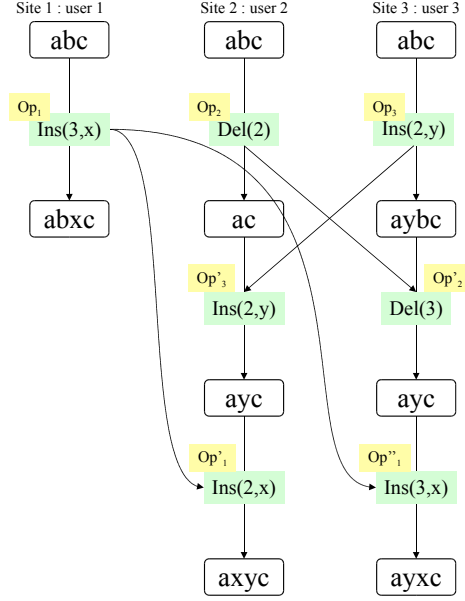 Site 1 : user 1
Site 2 : user 2
Site 3 : user 3
abc
abc
abc
Op1
Op2
Op3
Ins(3,x)
Del(2)
Ins(2,y)
abxc
ac
aybc
Op'3
Op'2
Ins(2,y)
Del(3)
ayc
ayc
Op'1
Op''1
Ins(2,x)
Ins(3,x)
axyc
ayxc